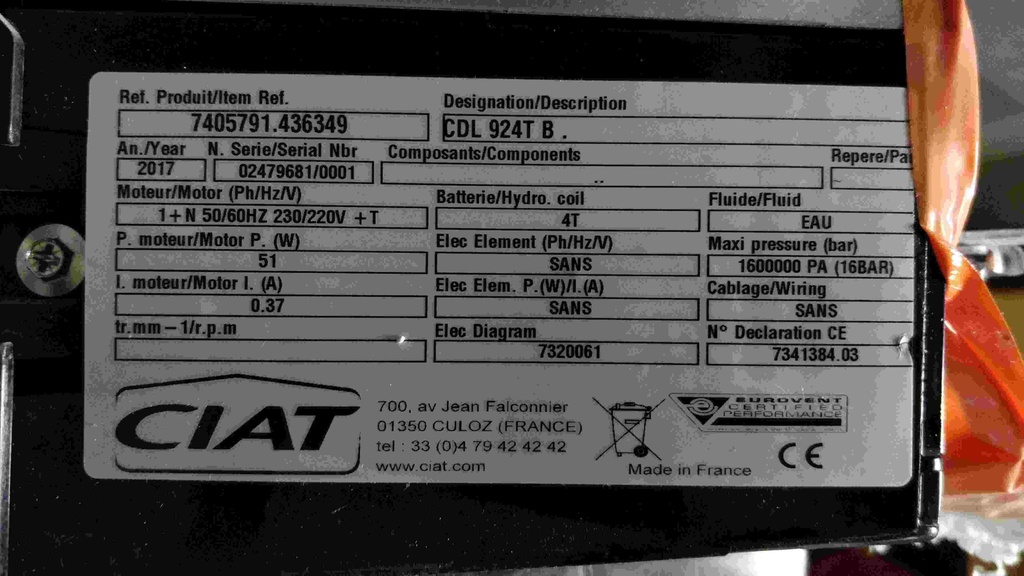 Ref. Produit/Item Ref.
7405791.436349
Designation/Description
CDL 924T B .
An./Year
2017
N. Serie/Serial Nbr
02479681/0001
Composants/Components
..
Repere/Pa
Moteur/Motor (Ph/Hz/V)
1+N 50/60HZ 230/220V +T
Batterie/Hydro. coil
4T
Fluide/Fluid
EAU
P. moteur/Motor P. (W)
51
Elec Element (Ph/Hz/V)
SANS
Maxi pressure (bar)
1600000 PA (16BAR)
I. moteur/Motor I. (A)
0.37
Elec Elem. P.(W)/I.(A)
SANS
Cablage/Wiring
SANS
tr.mm-1/r.p.m
Elec Diagram
7320061
N° Declaration CE
7341384.03
CIAT
700, av Jean Falconnier
01350 CULOZ (FRANCE)
tel : 33 (0)4 79 42 42 42
www.ciat.com
EUROVENT
CERTIFIED
PERFORMANCE
Made in France
CE